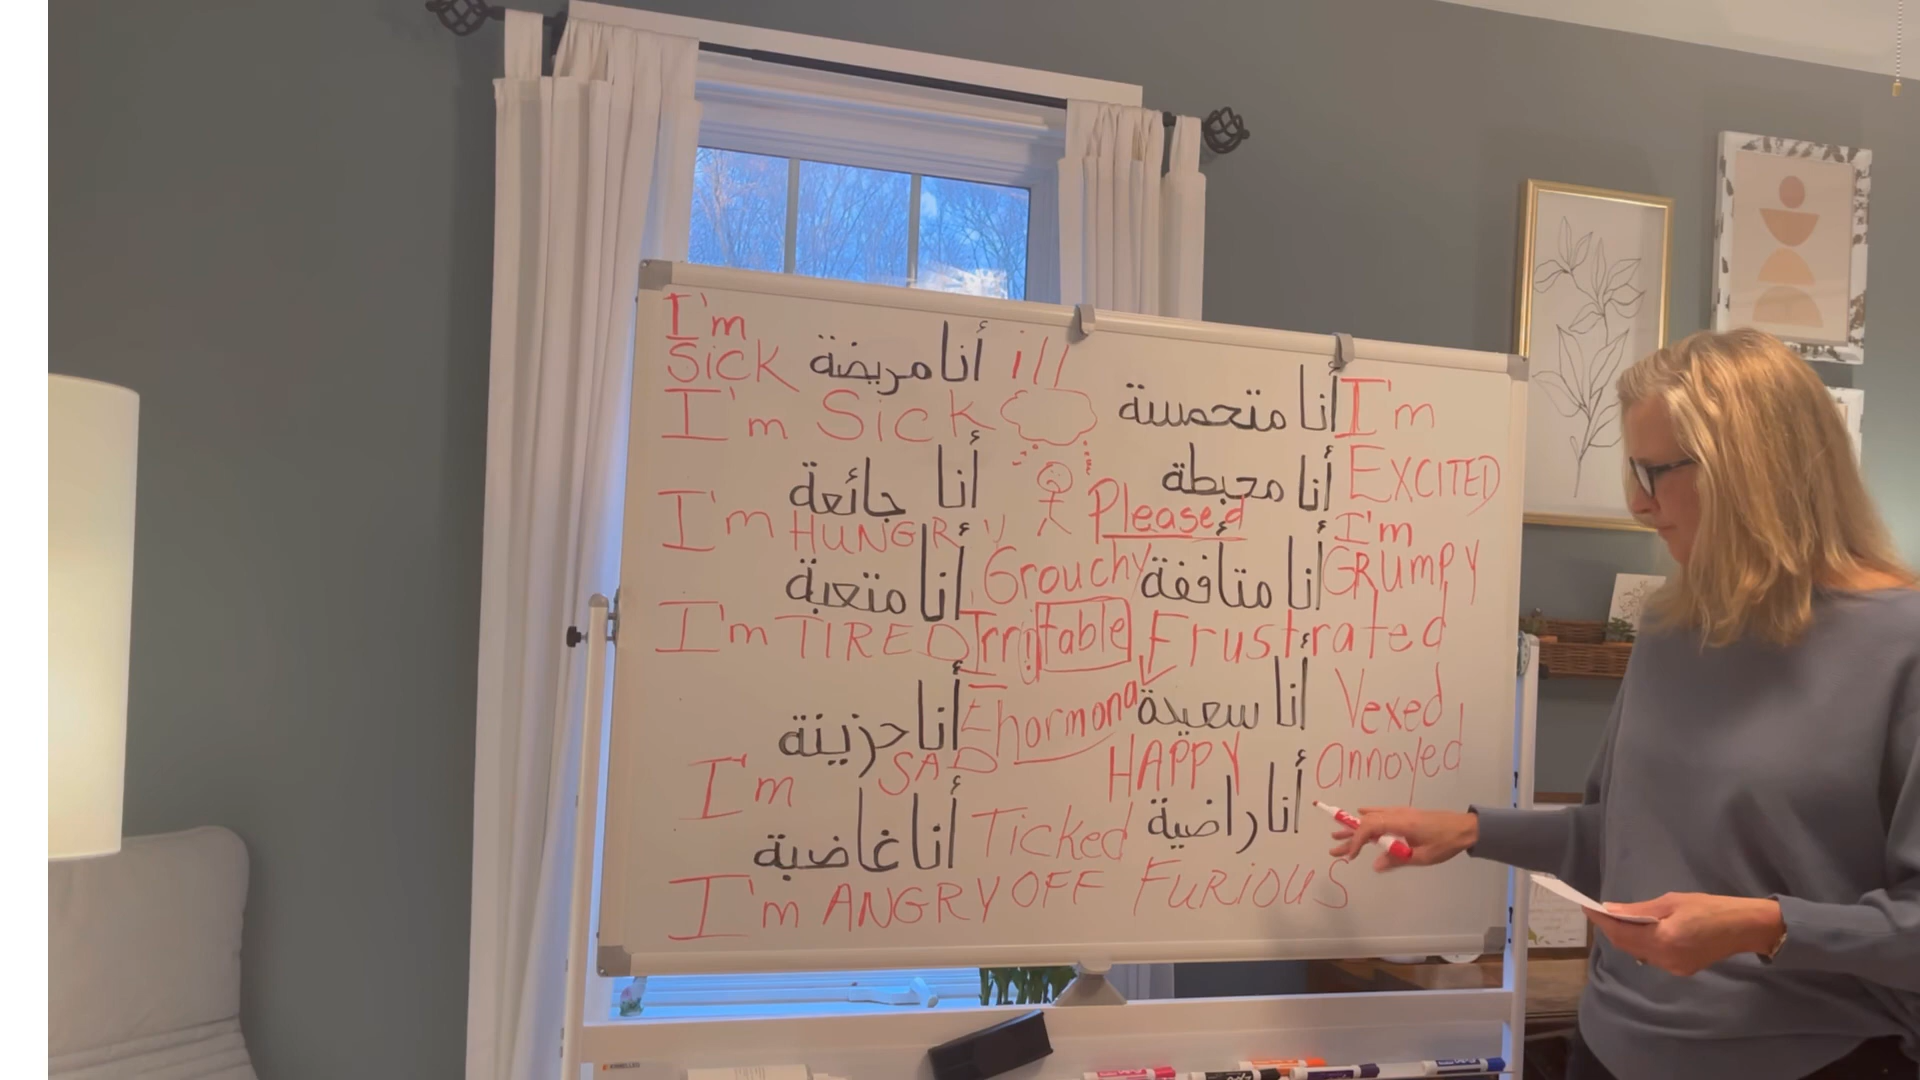 I'm
Sick أنا مريضة ill
I'm Sick
أنا جائعة
I'm HUNGRY
أنا متعبة
I'm TIRED
أنا حزينة
I'm SAD
أنا غاضبة Ticked
I'm ANGRY OFF FURiOUS
أنا متحمسة I'm
أنا محبطة EXCITED
Pleased I'm
Grouchy أنا متأففة GRUMPY
Irritable Frustrated
hormona أنا سعيدة Vexed
HAPPY annoyed
أنا راضية